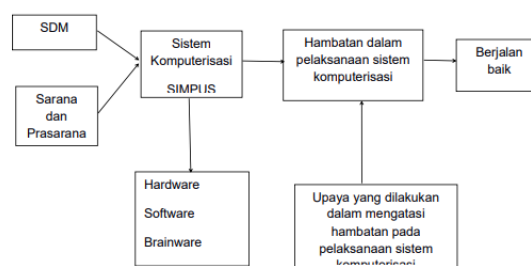 SDM
Sarana
dan
Prasarana
Sistem
Komputerisasi
SIMPUS
Hambatan dalam
pelaksanaan sistem
komputerisasi
Berjalan
baik
Hardware
Software
Brainware
Upaya yang dilakukan
dalam mengatasi
hambatan pada
pelaksanaan sistem
komputerisasi